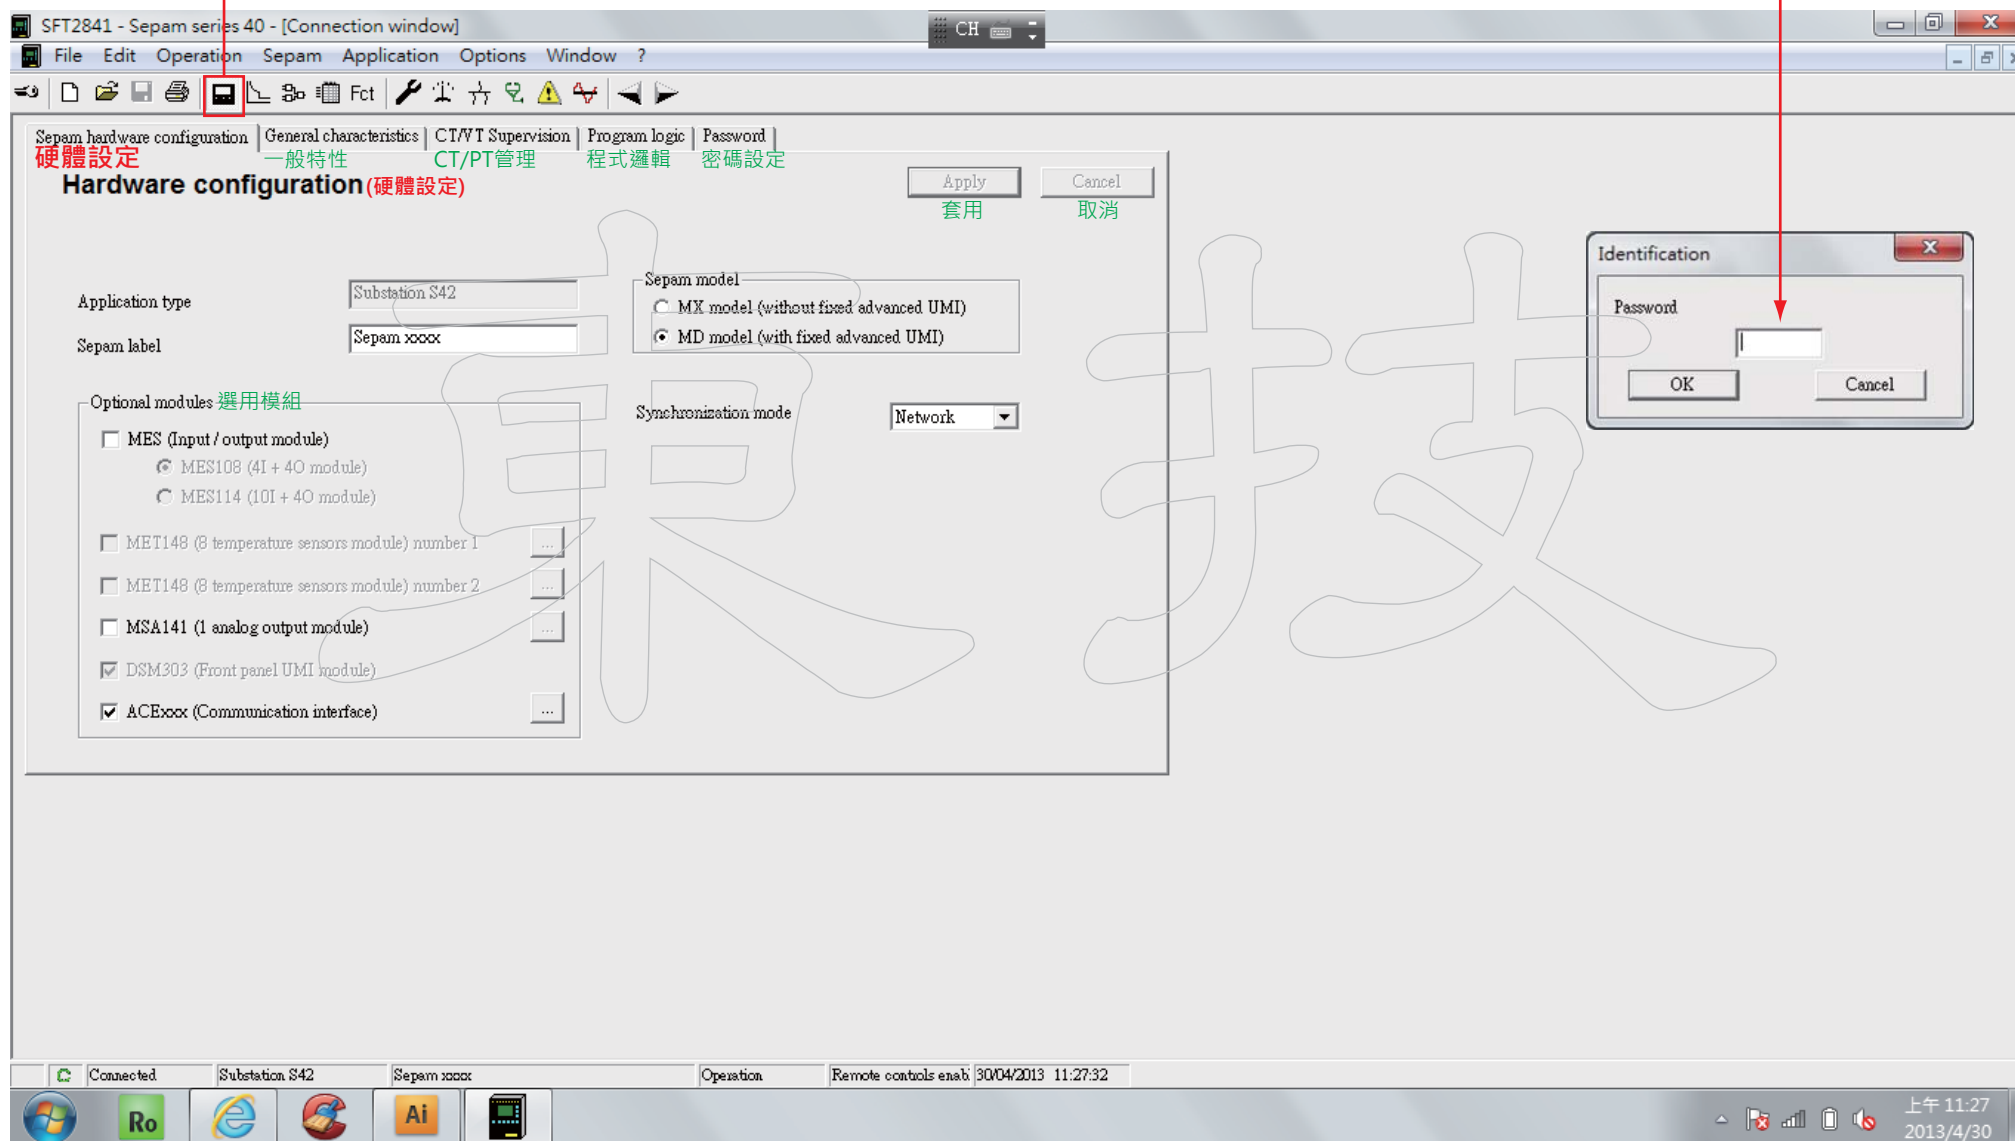 SFT2841 - Sepam series 40 - [Connection window]
CH
File Edit Operation Sepam Application Options Window ?
Fct
Sepam hardware configuration General characteristics CT/VT Supervision Program logic Password
硬體設定 一般特性 CT/PT管理 程式邏輯 密碼設定
Hardware configuration(硬體設定)
Apply Cancel
套用 取消
Application type Substation S42
Sepam label Sepam xxxx
Sepam model
MX model (without fixed advanced UMI)
MD model (with fixed advanced UMI)
Optional modules 選用模組
MES (Input / output module)
MES108 (4I + 4O module)
MES114 (10I + 4O module)
MET148 (8 temperature sensors module) number 1 ...
MET148 (8 temperature sensors module) number 2 ...
MSA141 (1 analog output module) ...
DSM303 (Front panel UMI module)
ACExxx (Communication interface) ...
Synchronization mode Network
Identification
Password
OK Cancel
東技
Connected Substation S42 Sepam xxxx Operation Remote controls enab 30/04/2013 11:27:32
Ro Ai
上午 11:27
2013/4/30